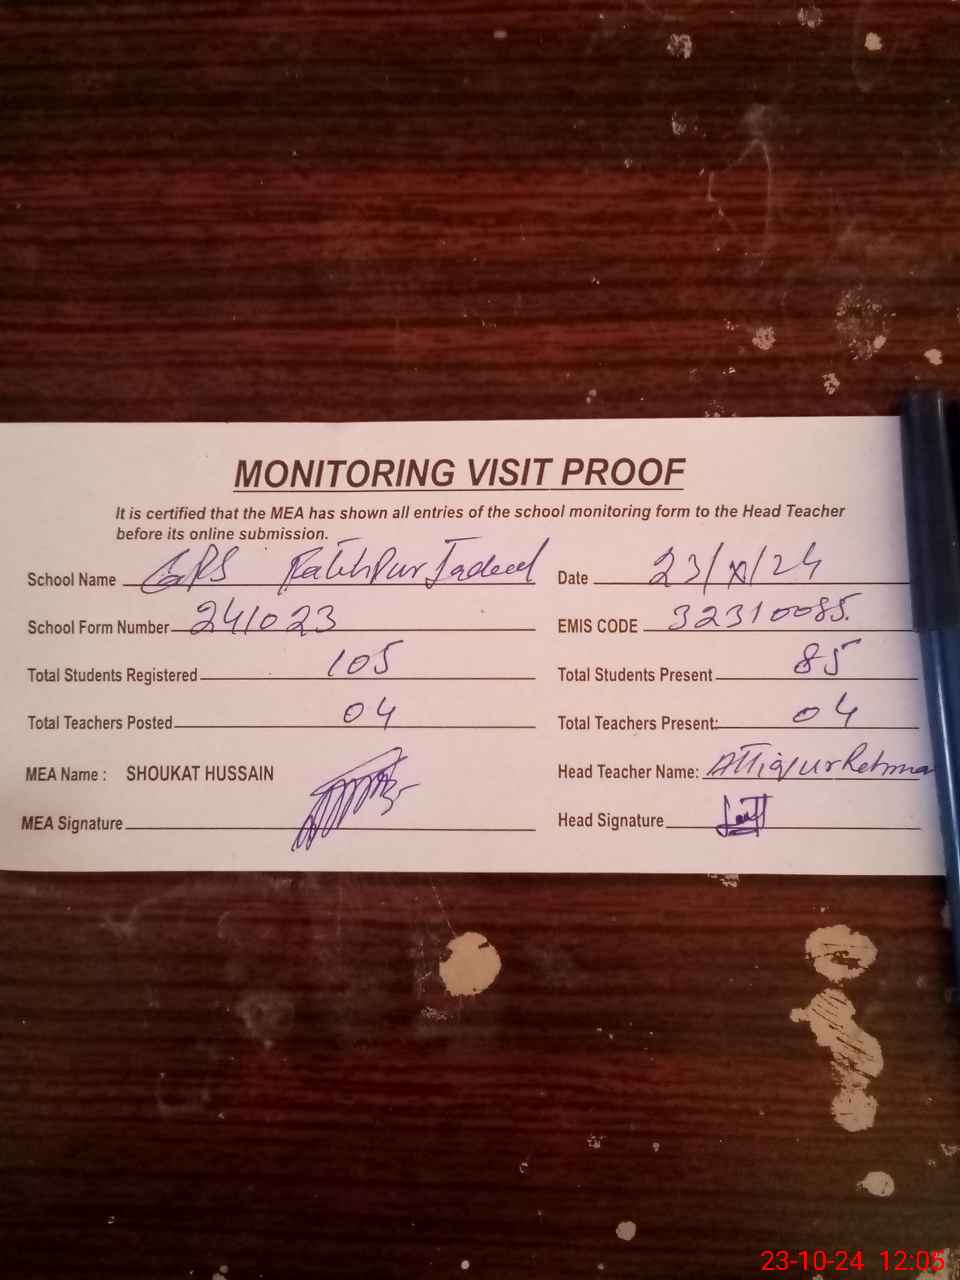 MONITORING VISIT PROOF
It is certified that the MEA has shown all entries of the school monitoring form to the Head Teacher
before its online submission.
School Name GPS Fatehpur Jadeed Date 23/X/24
School Form Number 241023 EMIS CODE 32310085.
Total Students Registered 105 Total Students Present 85
Total Teachers Posted 04 Total Teachers Present: 04
MEA Name : SHOUKAT HUSSAIN Head Teacher Name:
MEA Signature Head Signature
23-10-24 12:05